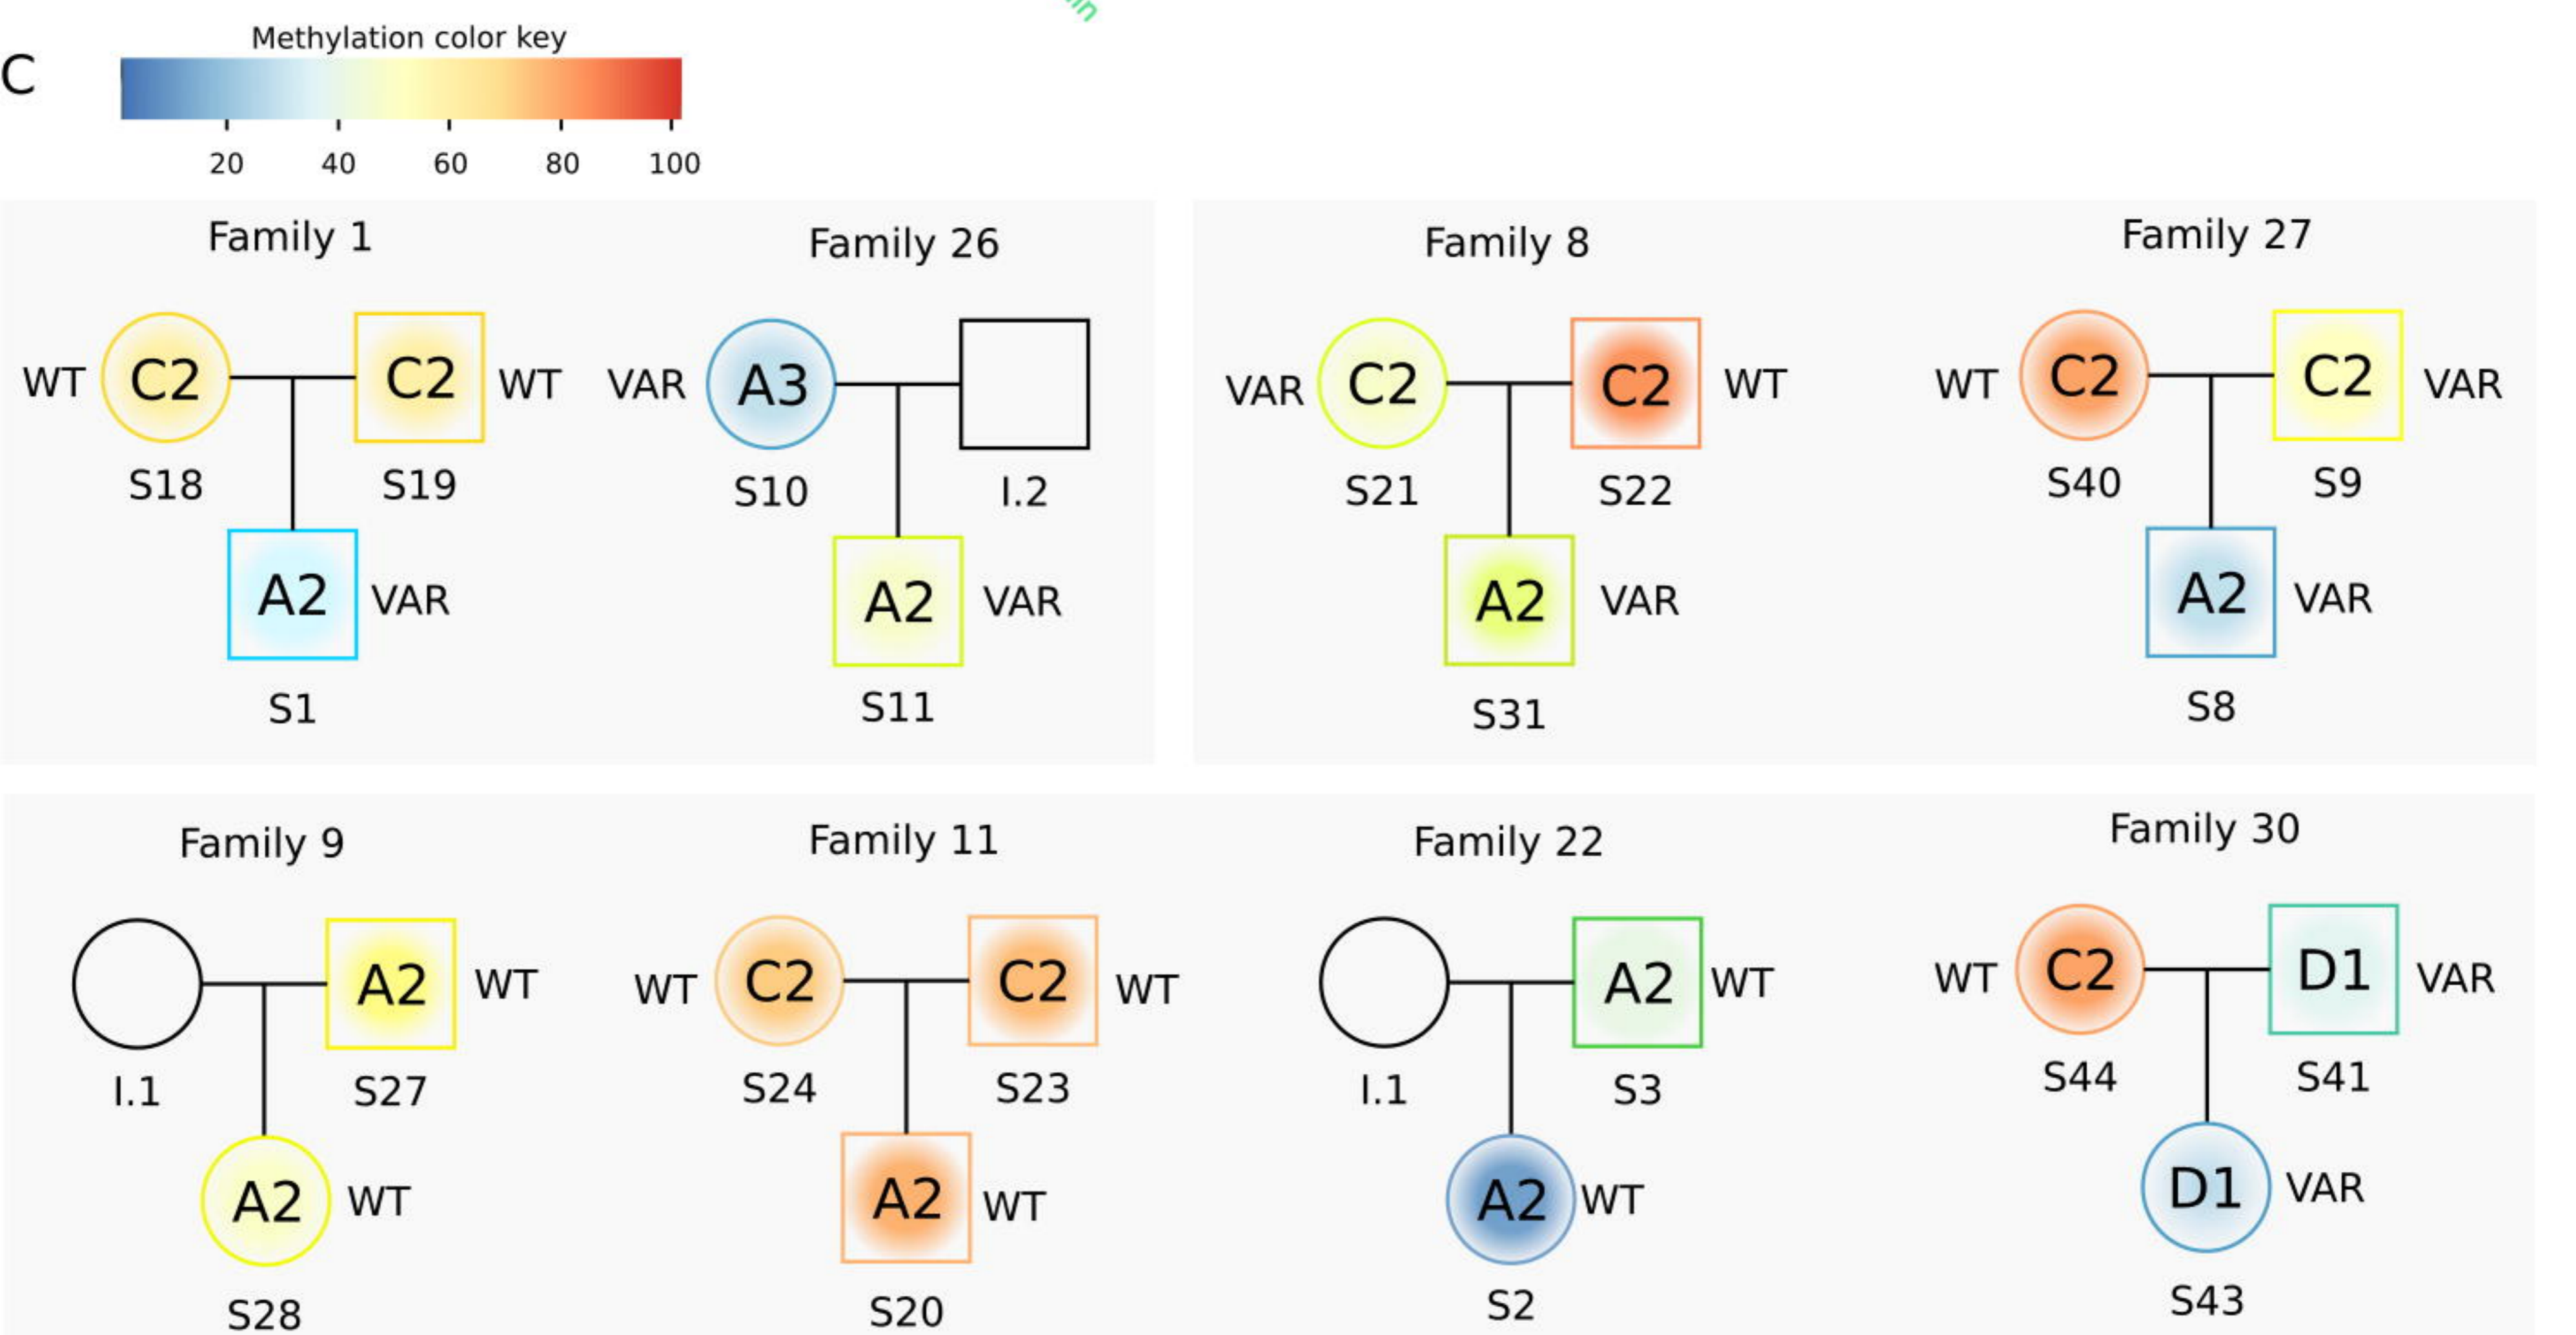 C
Methylation color key
20 40 60 80 100
Family 1
WT C2 C2 WT
S18 S19
A2 VAR
S1
Family 26
VAR A3
S10 I.2
A2 VAR
S11
Family 8
VAR C2 C2 WT
S21 S22
A2 VAR
S31
Family 27
WT C2 C2 VAR
S40 S9
A2 VAR
S8
Family 9
A2 WT
I.1 S27
A2 WT
S28
Family 11
WT C2 C2 WT
S24 S23
A2 WT
S20
Family 22
A2 WT
I.1 S3
A2 WT
S2
Family 30
WT C2 D1 VAR
S44 S41
D1 VAR
S43